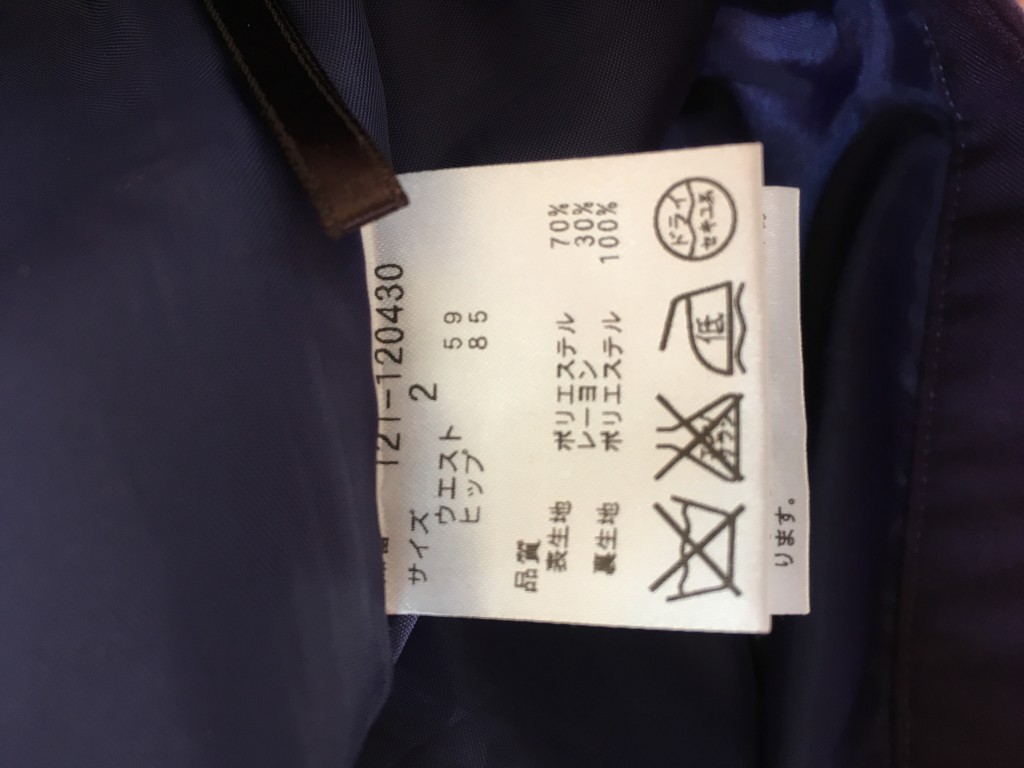 121-120430
サイズ 2
ウエスト 59
ヒップ 85
品質
表生地 ポリエステル 70%
レーヨン 30%
裏生地 ポリエステル 100%
低
ドライ
セキユ系
ります。